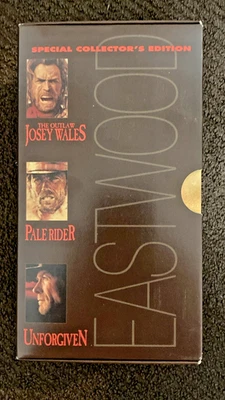 SPECIAL COLLECTOR'S EDITION
THE OUTLAW
JOSEY WALES
PALE RIDER
UNFORGIVEN
EASTWOOD